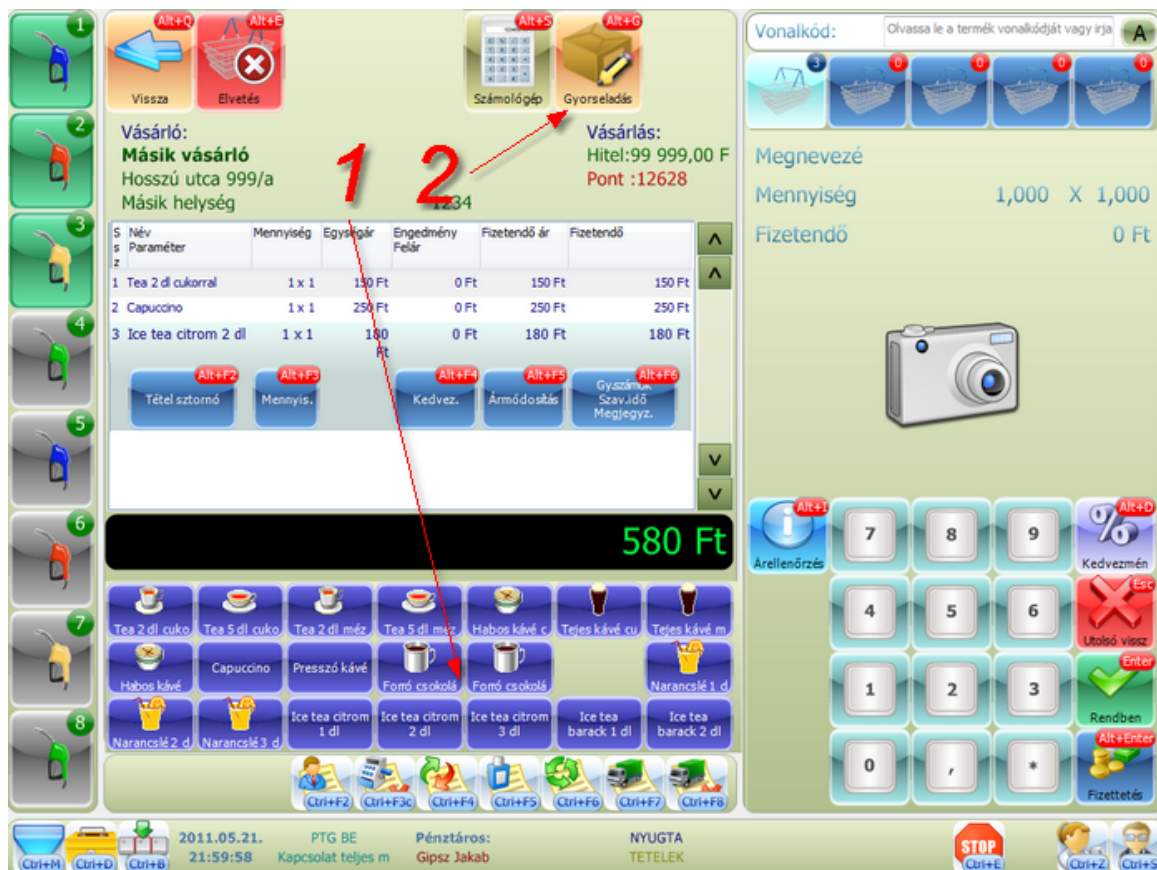 1
2
3
4
5
6
7
8
Alt+Q
Vissza
Alt+E
Elvetés
Alt+S
Számológép
Alt+G
Gyorseladás
Vásárló:
Másik vásárló
Hosszú utca 999/a
Másik helység 1234
Vásárlás:
Hitel:99 999,00 F
Pont :12628
1
2
Ssz Név Paraméter Mennyiség Egységár Engedmény Felár Fizetendő ár Fizetendő
1 Tea 2 dl cukorral 1 x 1 150 Ft 0 Ft 150 Ft 150 Ft
2 Capuccino 1 x 1 250 Ft 0 Ft 250 Ft 250 Ft
3 Ice tea citrom 2 dl 1 x 1 180 Ft 0 Ft 180 Ft 180 Ft
Alt+F2 Alt+F3 Alt+F4 Alt+F5 Alt+F6
Tétel sztornó Mennyis. Kedvez. Ármódosítás Gy.számok
Szav.idő
Megjegyz.
580 Ft
Tea 2 dl cuko Tea 5 dl cuko Tea 2 dl méz Tea 5 dl méz Habos kávé c Tejes kávé cu Tejes kávé m
Habos kávé Capuccino Presszó kávé Forró csokolá Forró csokolá Narancslé 1 d
Narancslé 2 d Narancslé 3 d Ice tea citrom 1 dl Ice tea citrom 2 dl Ice tea citrom 3 dl Ice tea barack 1 dl Ice tea barack 2 dl
Ctrl+F2 Ctrl+F3c Ctrl+F4 Ctrl+F5 Ctrl+F6 Ctrl+F7 Ctrl+F8
Vonalkód: Olvassa le a termék vonalkódját vagy irja A
3 0 0 0 0
Megnevezé
Mennyiség 1,000 X 1,000
Fizetendő 0 Ft
Alt+I
Árellenőrzés
7 8 9
Alt+D
Kedvezmén
4 5 6
Esc
Utolsó vissz
1 2 3
Enter
Rendben
0 , *
Alt+Enter
Fizettetés
Ctrl+M Ctrl+D Ctrl+B
2011.05.21. PTG BE Pénztáros: NYUGTA
21:59:58 Kapcsolat teljes m Gipsz Jakab TETELEK
STOP
Ctrl+E Ctrl+Z Ctrl+S